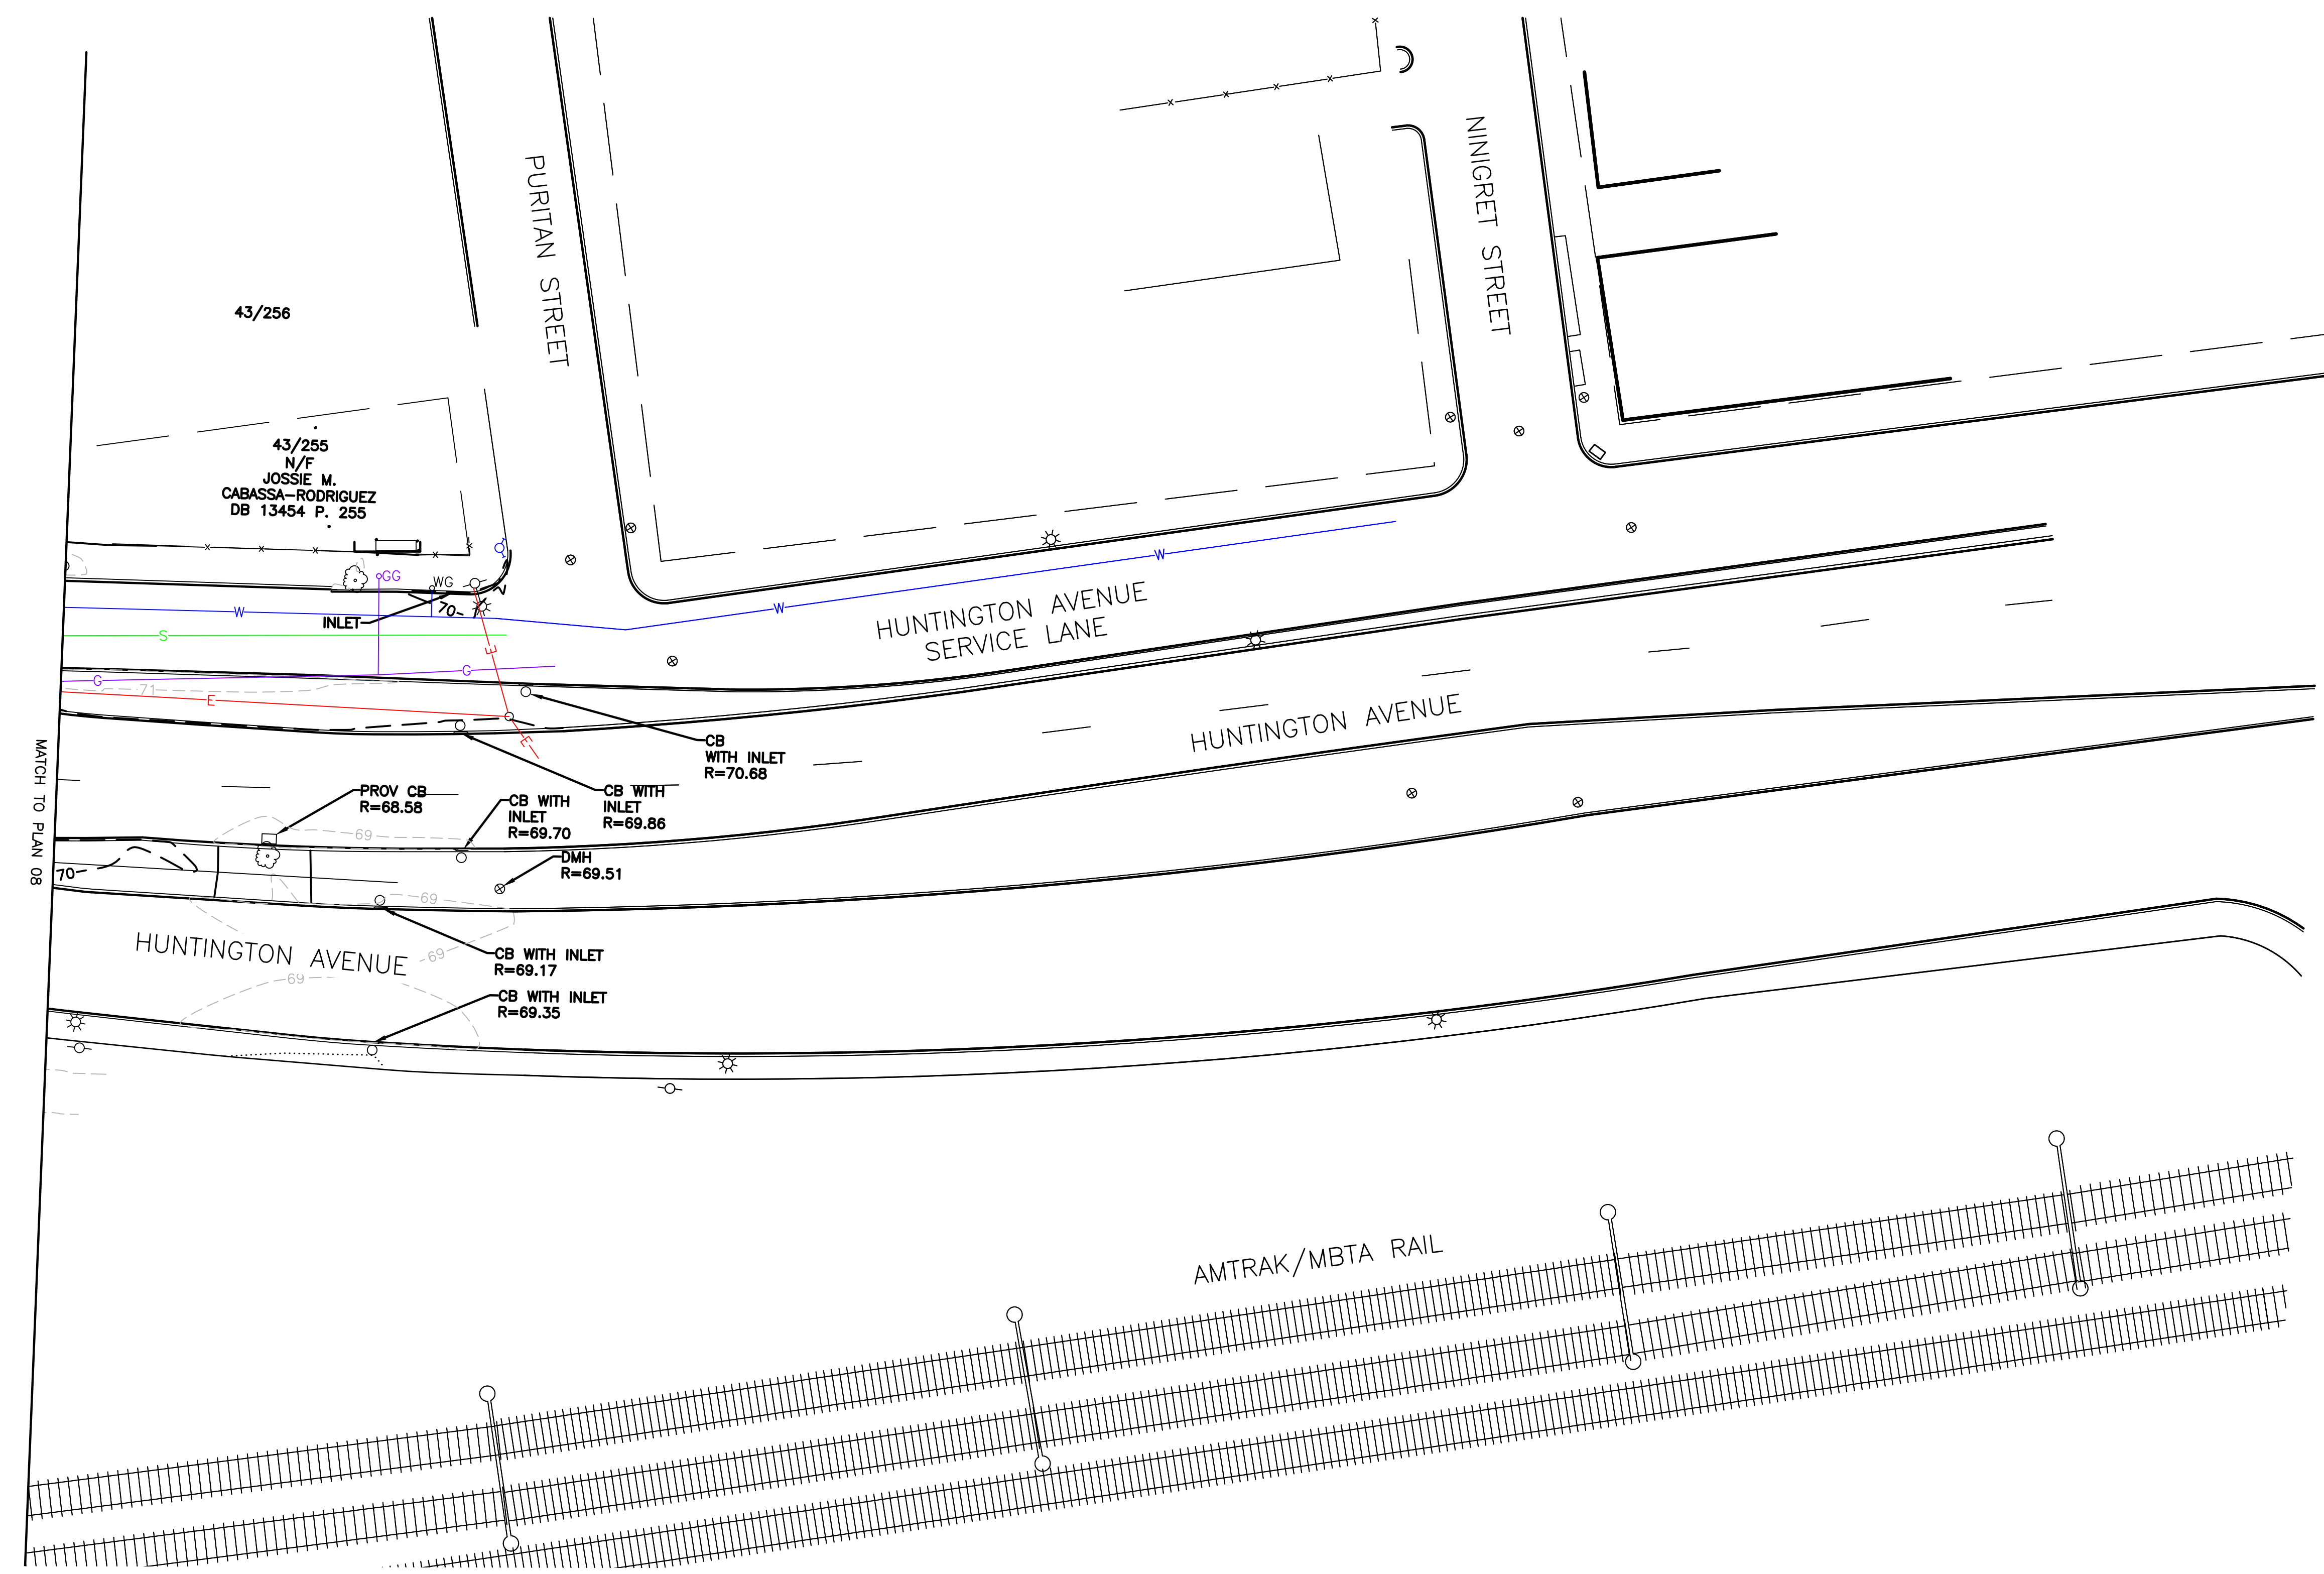 PURITAN STREET
NINIGRET STREET
43/256
43/255
N/F
JOSSIE M.
CABASSA-RODRIGUEZ
DB 13454 P. 255
GG
WG
70
INLET
W
W
W
S
E
G
G
71
E
E
HUNTINGTON AVENUE
SERVICE LANE
HUNTINGTON AVENUE
CB
WITH INLET
R=70.68
MATCH TO PLAN 08
PROV CB
R=68.58
CB WITH
INLET
R=69.70
CB WITH
INLET
R=69.86
69
DMH
R=69.51
70
69
HUNTINGTON AVENUE
69
CB WITH INLET
R=69.17
69
CB WITH INLET
R=69.35
AMTRAK/MBTA RAIL